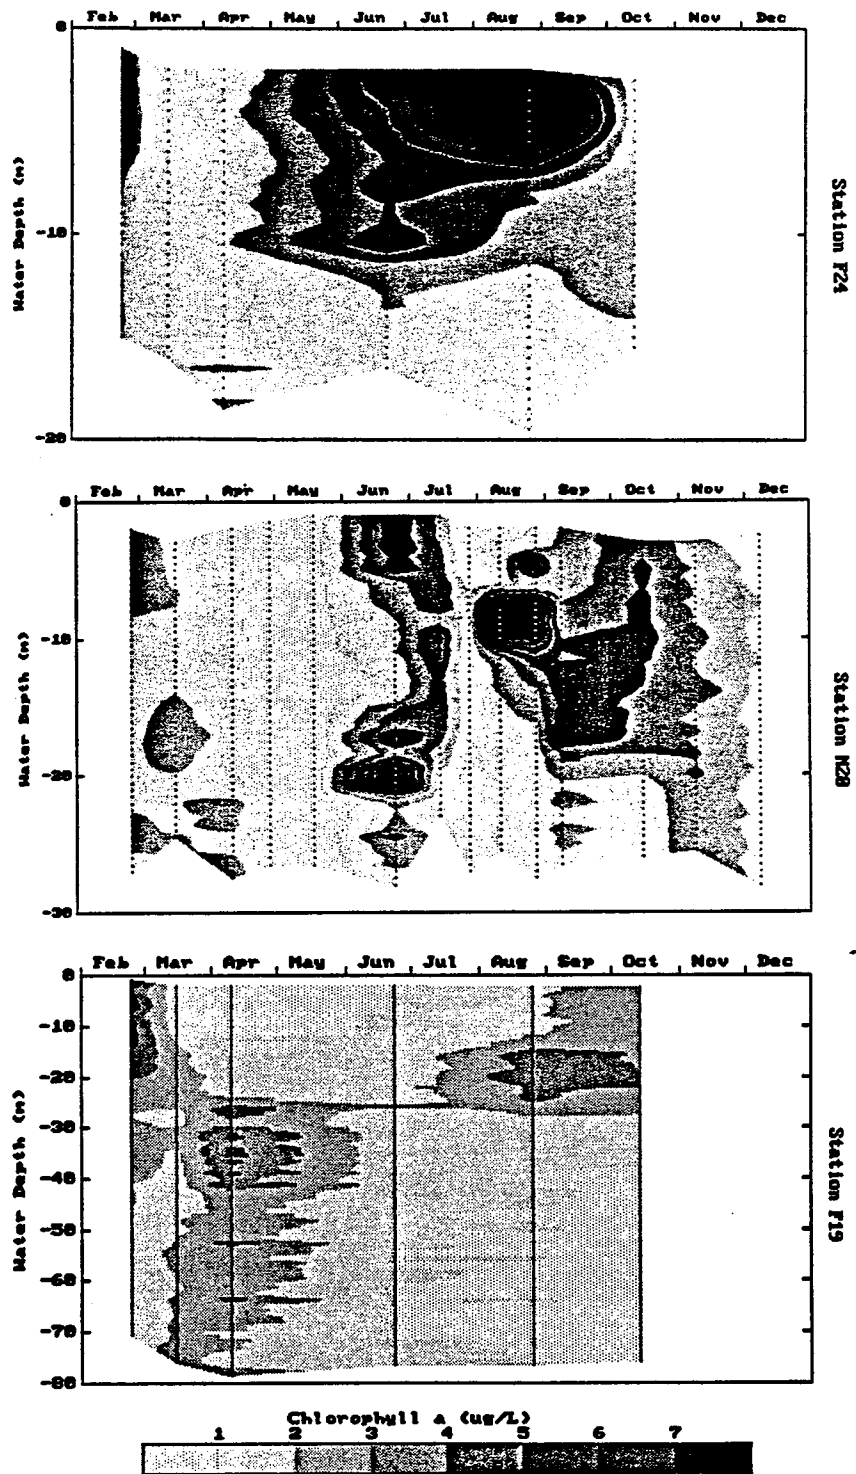 Feb Mar Apr May Jun Jul Aug Sep Oct Nov Dec
0
-10
-20
Water Depth (m)
Station F24
Feb Mar Apr May Jun Jul Aug Sep Oct Nov Dec
0
-10
-20
-30
Water Depth (m)
Station N20
Feb Mar Apr May Jun Jul Aug Sep Oct Nov Dec
0
-10
-20
-30
-40
-50
-60
-70
-80
Water Depth (m)
Station F19
Chlorophyll a (ug/L)
1 2 3 4 5 6 7